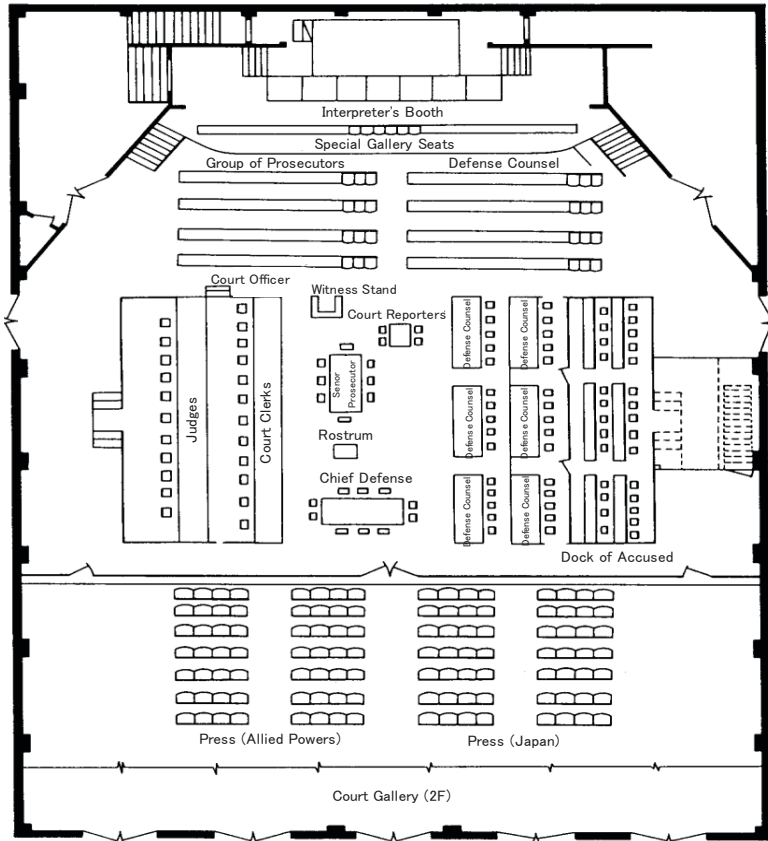 Interpreter's Booth
Special Gallery Seats
Group of Prosecutors
Defense Counsel
Court Officer
Witness Stand
Court Reporters
Defense Counsel
Defense Counsel
Senor
Prosecutor
Judges
Court Clerks
Defense Counsel
Defense Counsel
Rostrum
Chief Defense
Defense Counsel
Defense Counsel
Dock of Accused
Press (Allied Powers)
Press (Japan)
Court Gallery (2F)